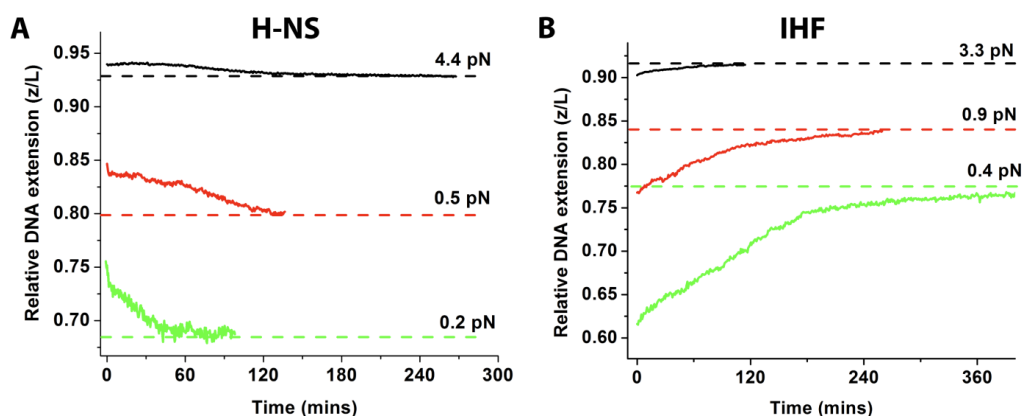 A
H-NS
Relative DNA extension (z/L)
0.95
0.90
0.85
0.80
0.75
0.70
4.4 pN
0.5 pN
0.2 pN
0
60
120
180
240
300
Time (mins)
B
IHF
Relative DNA extension (z/L)
0.90
0.85
0.80
0.75
0.70
0.65
0.60
3.3 pN
0.9 pN
0.4 pN
0
120
240
360
Time (mins)